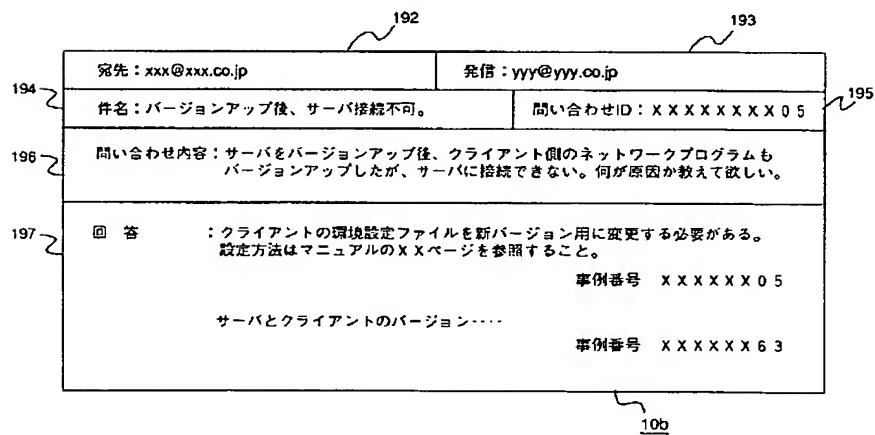 192
193
宛先：xxx@xxx.co.jp
発信：yyy@yyy.co.jp
194
件名：バージョンアップ後、サーバ接続不可。
問い合わせID：ＸＸＸＸＸＸＸＸ０５
195
196
問い合わせ内容：サーバをバージョンアップ後、クライアント側のネットワークプログラムも
バージョンアップしたが、サーバに接続できない。何が原因か教えて欲しい。
197
回　答　：クライアントの環境設定ファイルを新バージョン用に変更する必要がある。
設定方法はマニュアルのＸＸページを参照すること。
事例番号　ＸＸＸＸＸＸ０５
サーバとクライアントのバージョン････
事例番号　ＸＸＸＸＸＸ６３
10b